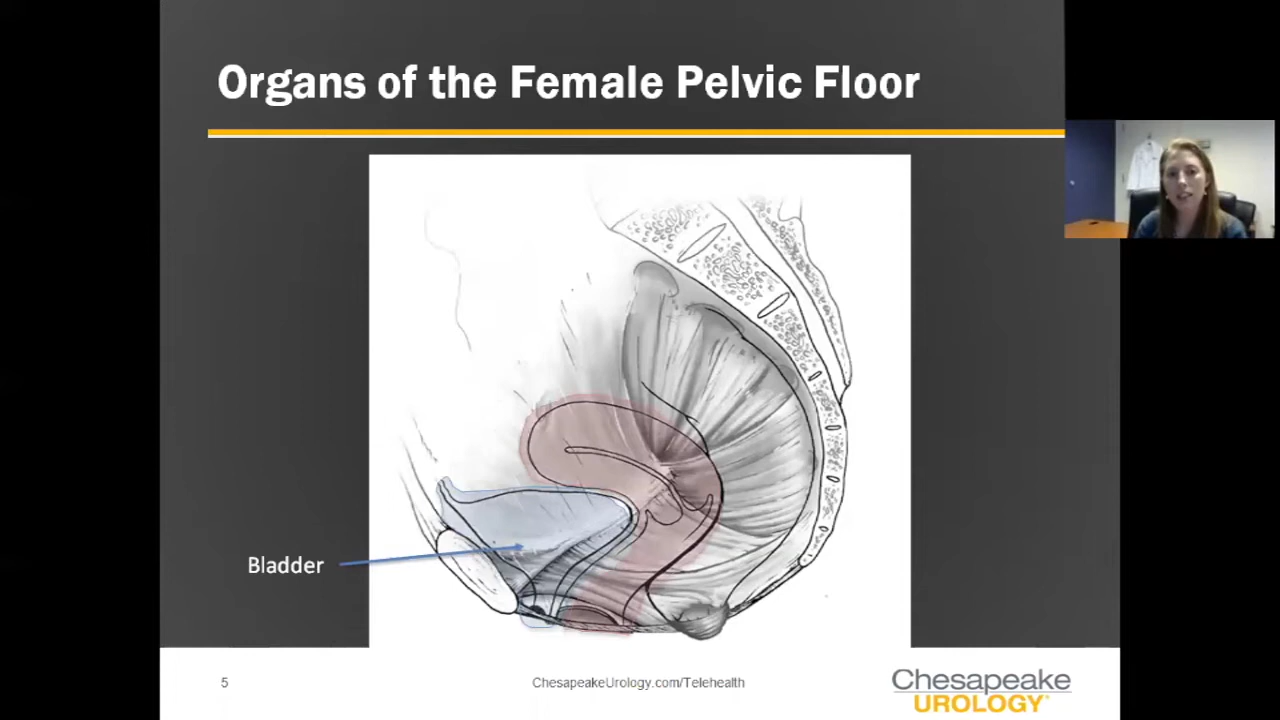 Organs of the Female Pelvic Floor
Bladder
5
ChesapeakeUrology.com/Telehealth
Chesapeake
UROLOGY